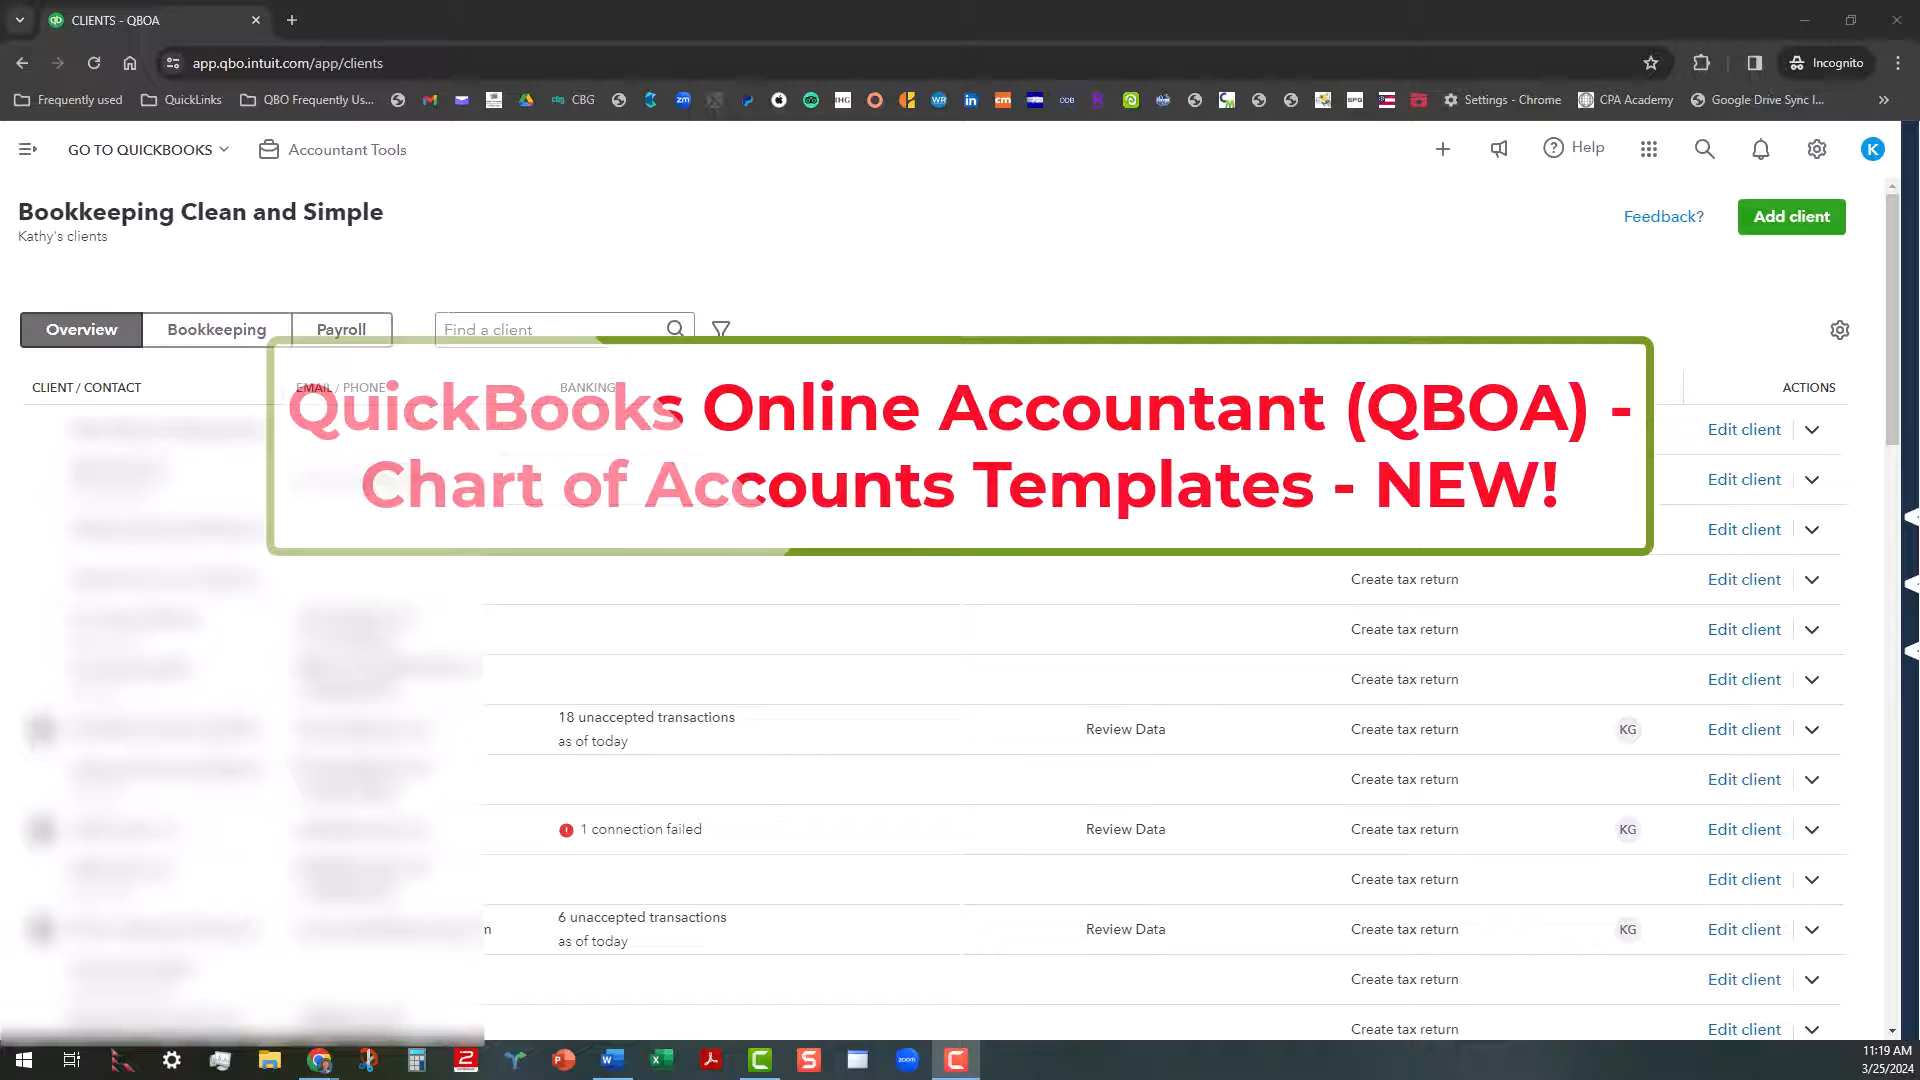 CLIENTS - QBOA
app.qbo.intuit.com/app/clients
Incognito
Frequently used
QuickLinks
QBO Frequently Us...
CBG
Settings - Chrome
CPA Academy
Google Drive Sync I...
GO TO QUICKBOOKS
Accountant Tools
Help
K
Bookkeeping Clean and Simple
Kathy's clients
Feedback?
Add client
Overview
Bookkeeping
Payroll
Find a client
CLIENT / CONTACT
EMAIL / PHONE
BANKING
ACTIONS
QuickBooks Online Accountant (QBOA) -
Chart of Accounts Templates - NEW!
Edit client
Edit client
Edit client
Create tax return Edit client
Create tax return Edit client
Create tax return Edit client
18 unaccepted transactions
as of today
Review Data Create tax return KG Edit client
Create tax return Edit client
1 connection failed Review Data Create tax return KG Edit client
Create tax return Edit client
6 unaccepted transactions
as of today
Review Data Create tax return KG Edit client
Create tax return Edit client
Create tax return Edit client
11:19 AM
3/25/2024